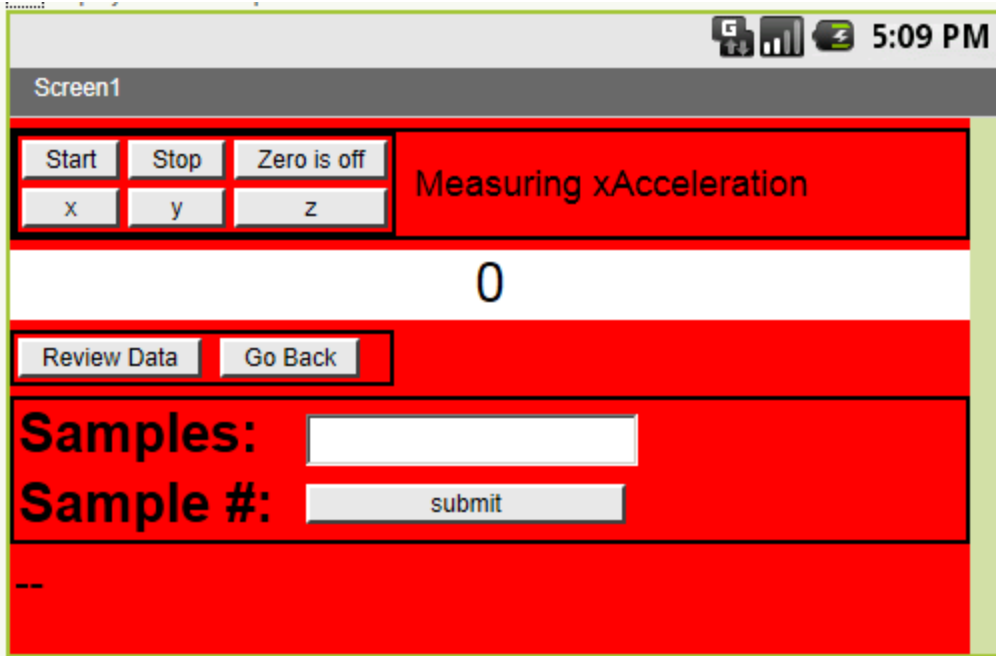 5:09 PM
Screen1
Start Stop Zero is off
x y z
Measuring xAcceleration
0
Review Data Go Back
Samples:
Sample #: submit
--